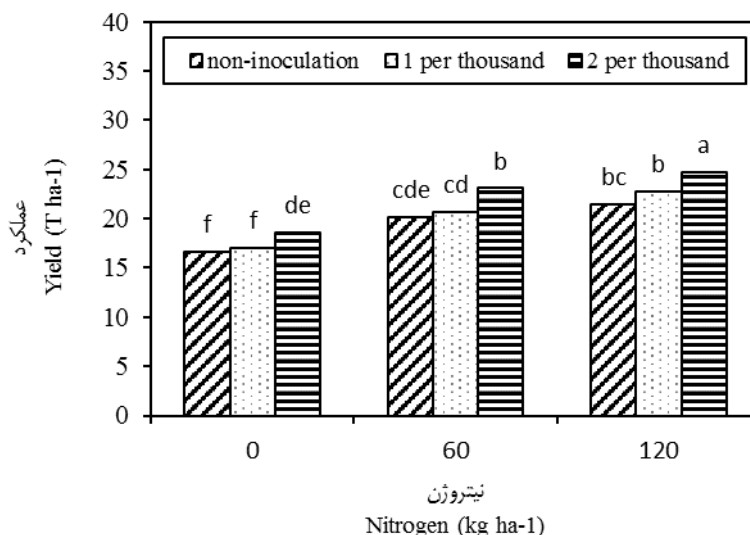 40
35
30
25
20
15
10
5
0
non-inoculation 1 per thousand 2 per thousand
f f de
cde cd b
bc b a
0 60 120
عملکرد
Yield (T ha-1)
نیتروژن
Nitrogen (kg ha-1)